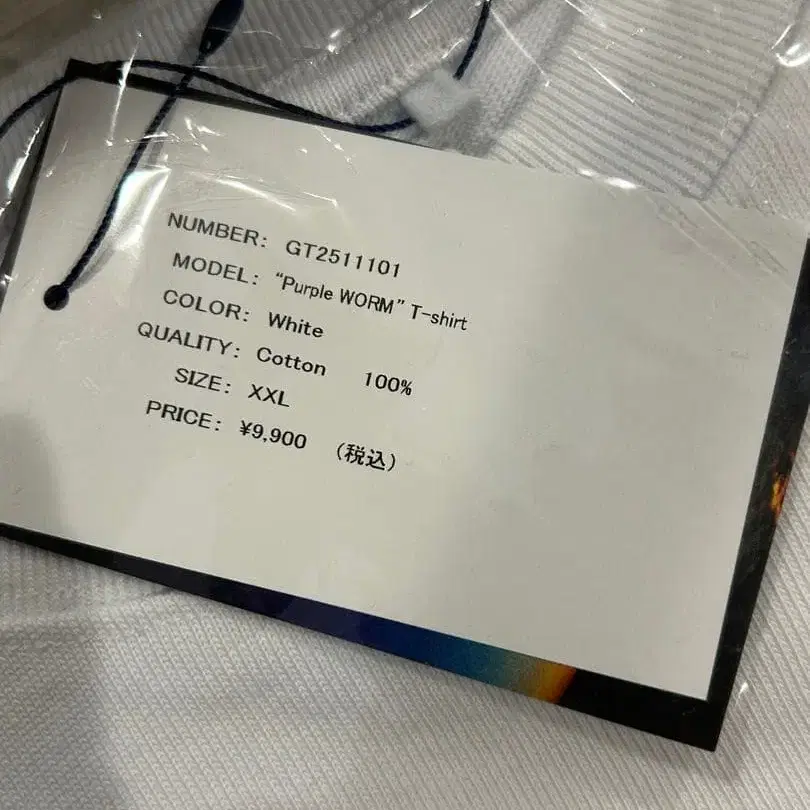 NUMBER: GT2511101
MODEL: “Purple WORM” T-shirt
COLOR: White
QUALITY: Cotton 100%
SIZE: XXL
PRICE: ¥9,900 (税込)